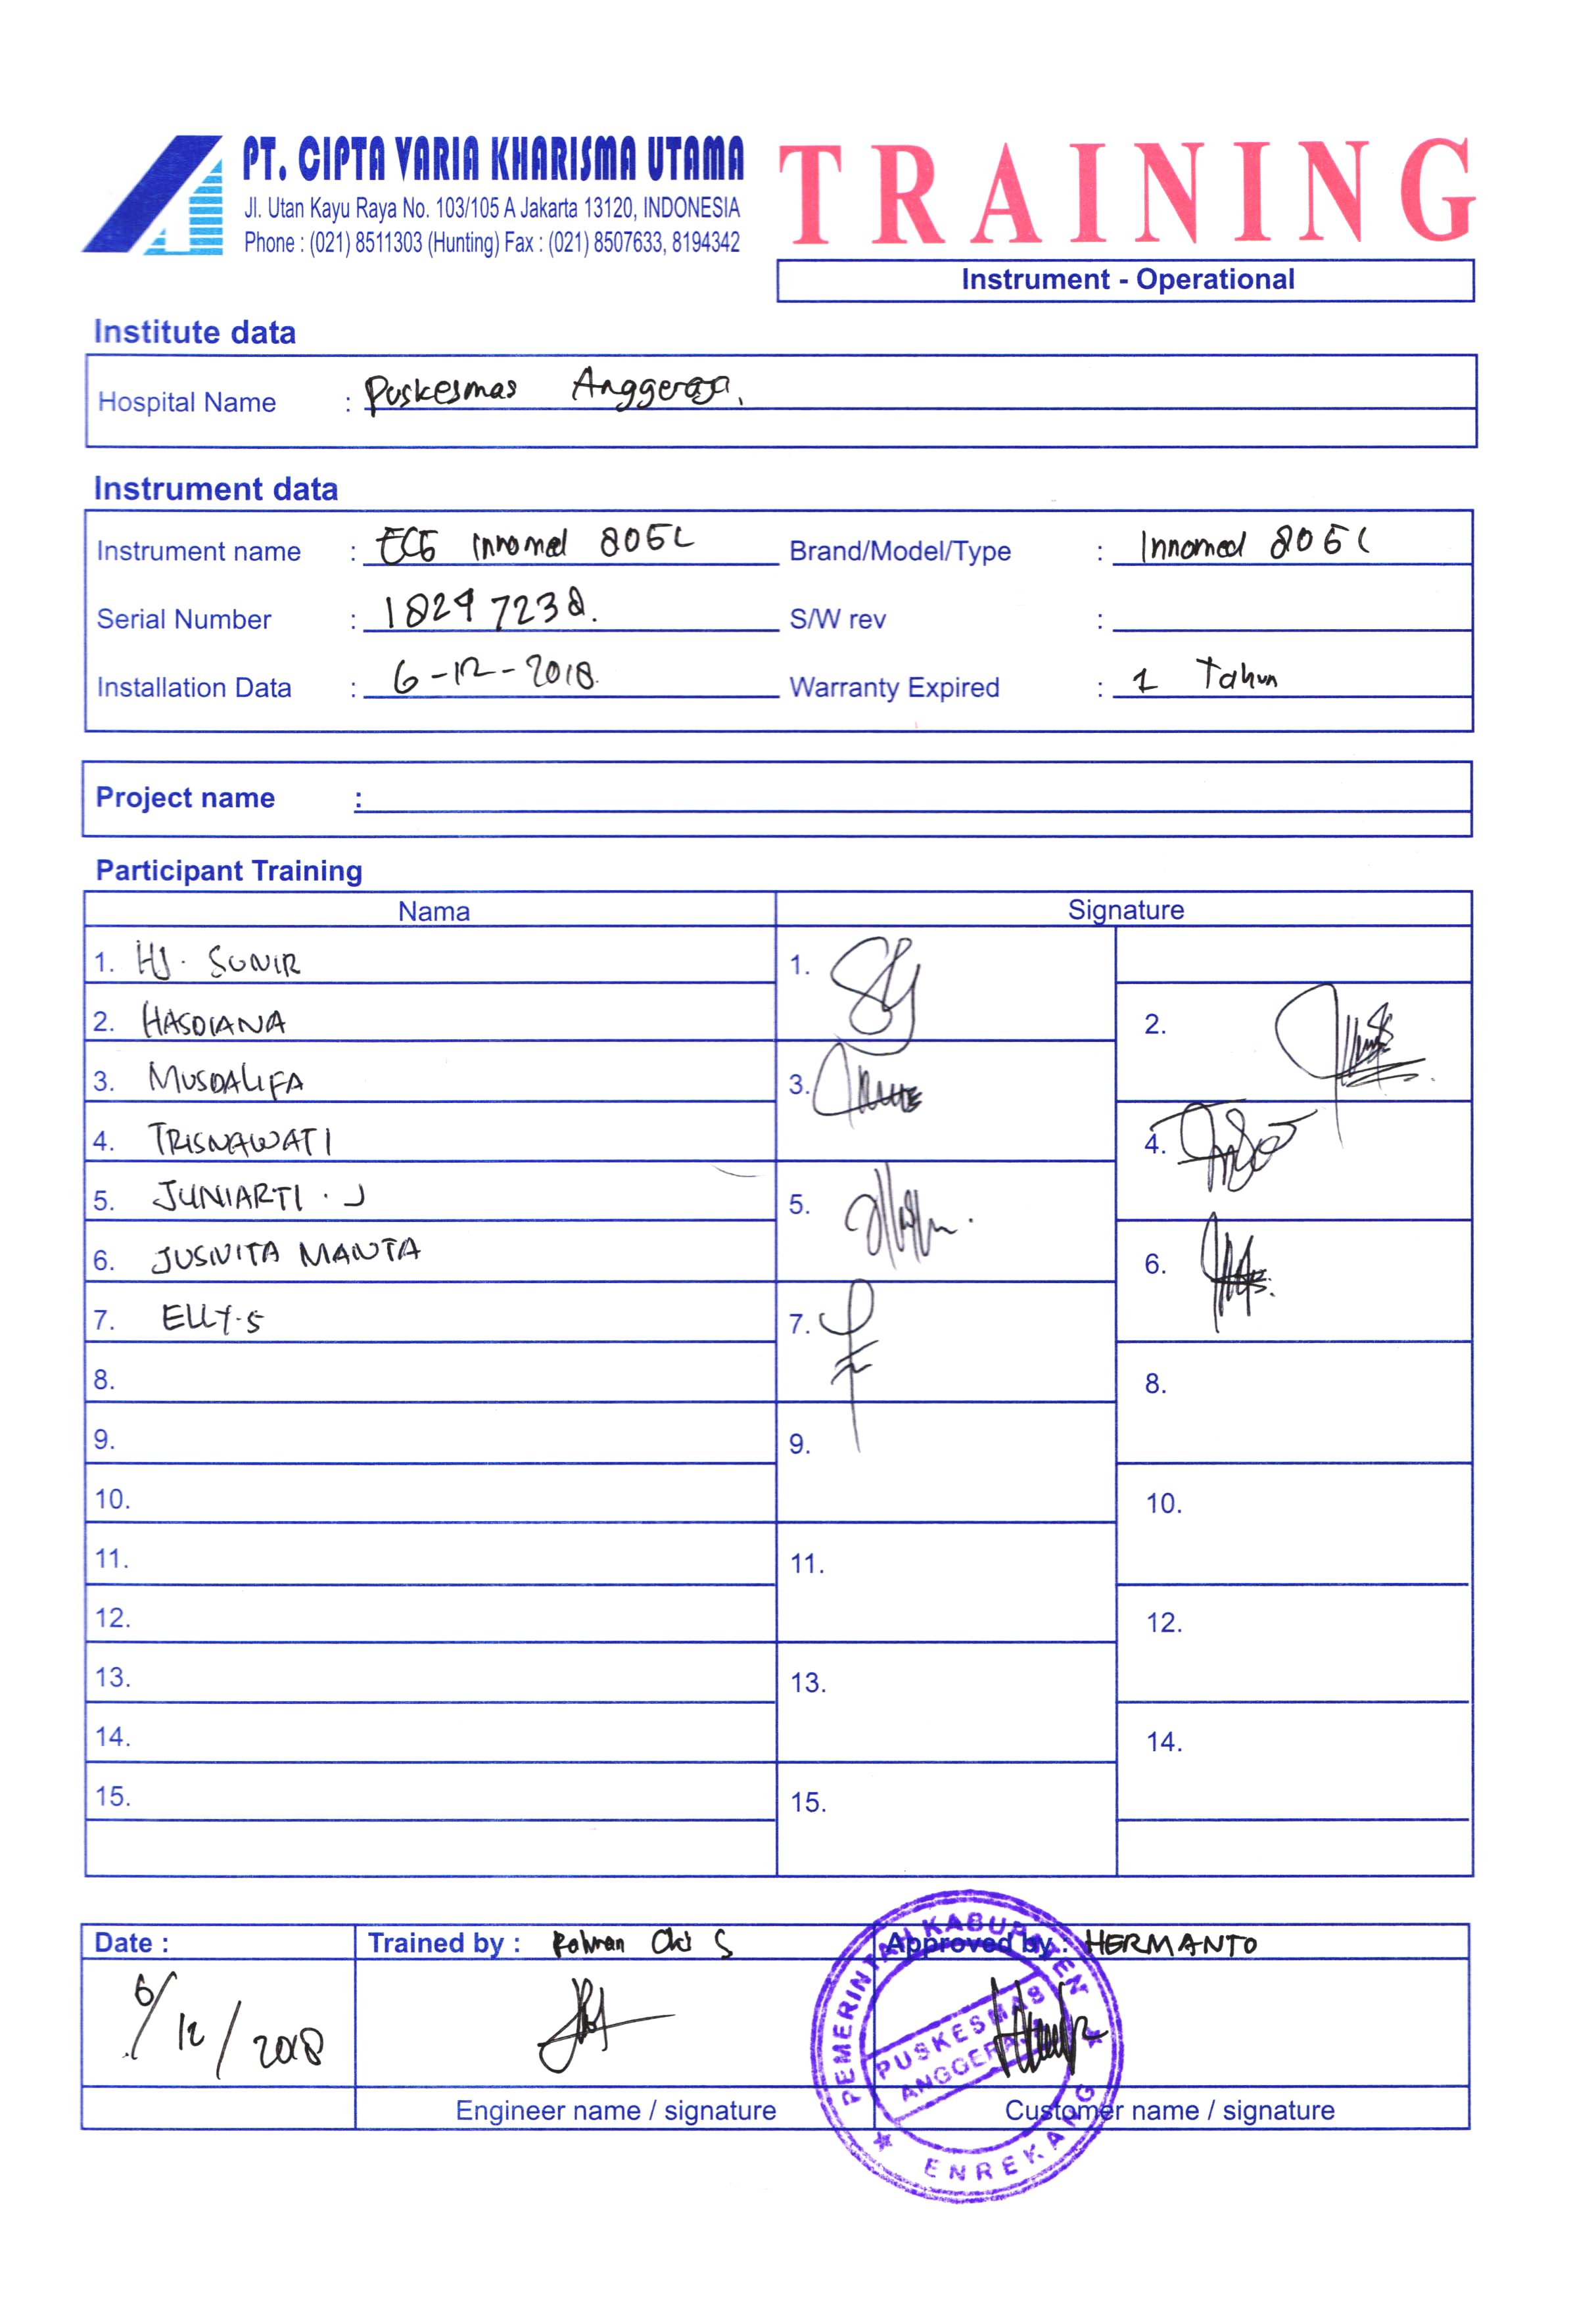 PT. CIPTA VARIA KHARISMA UTAMA
Jl. Utan Kayu Raya No. 103/105 A Jakarta 13120, INDONESIA
Phone : (021) 8511303 (Hunting) Fax : (021) 8507633, 8194342
TRAINING
Instrument - Operational
Institute data
Hospital Name : Puskesmas Anggeraja.
Instrument data
Instrument name : ECG Innomed 805L Brand/Model/Type : Innomed 805L
Serial Number : 18297238. S/W rev :
Installation Data : 6-12-2018 Warranty Expired : 1 Tahun
Project name :
Participant Training
Nama Signature
1. HJ. SUNIR 1.
2. HASDIANA 2.
3. MUSDALIFA 3.
4. TRISNAWATI 4.
5. JUNIARTI . J 5.
6. JUSNITA MANTA 6.
7. ELLY.S 7.
8. 8.
9. 9.
10. 10.
11. 11.
12. 12.
13. 13.
14. 14.
15. 15.
Date : Trained by : S Approved by : HERMANTO
6/12/2018
Engineer name / signature Customer name / signature
PEMERINTAH KABUPATEN
PUSKESMAS
ANGGERAJA
ENREKANG